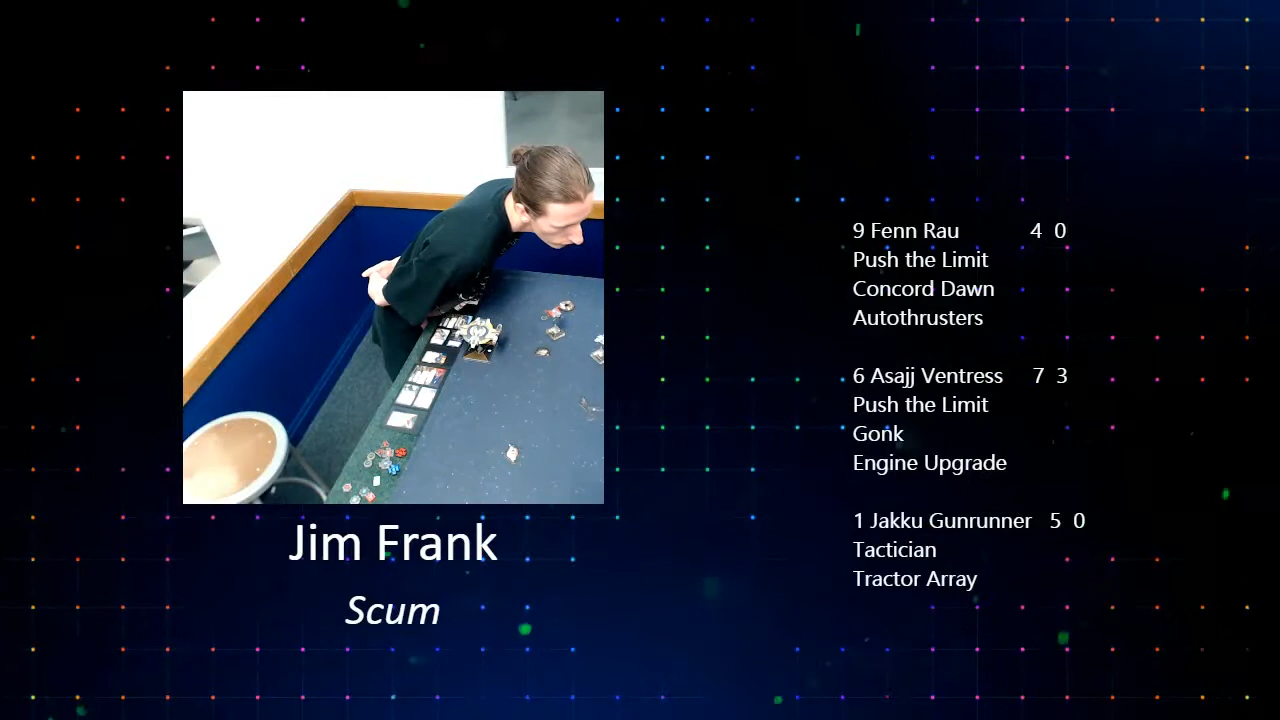 Jim Frank
Scum
9 Fenn Rau 4 0
Push the Limit
Concord Dawn
Autothrusters
6 Asajj Ventress 7 3
Push the Limit
Gonk
Engine Upgrade
1 Jakku Gunrunner 5 0
Tactician
Tractor Array